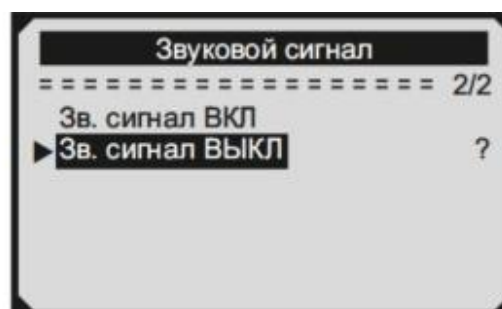 Звуковой сигнал
= = = = = = = = = = = = = = = = = = 2/2
Зв. сигнал ВКЛ
▶Зв. сигнал ВЫКЛ ?